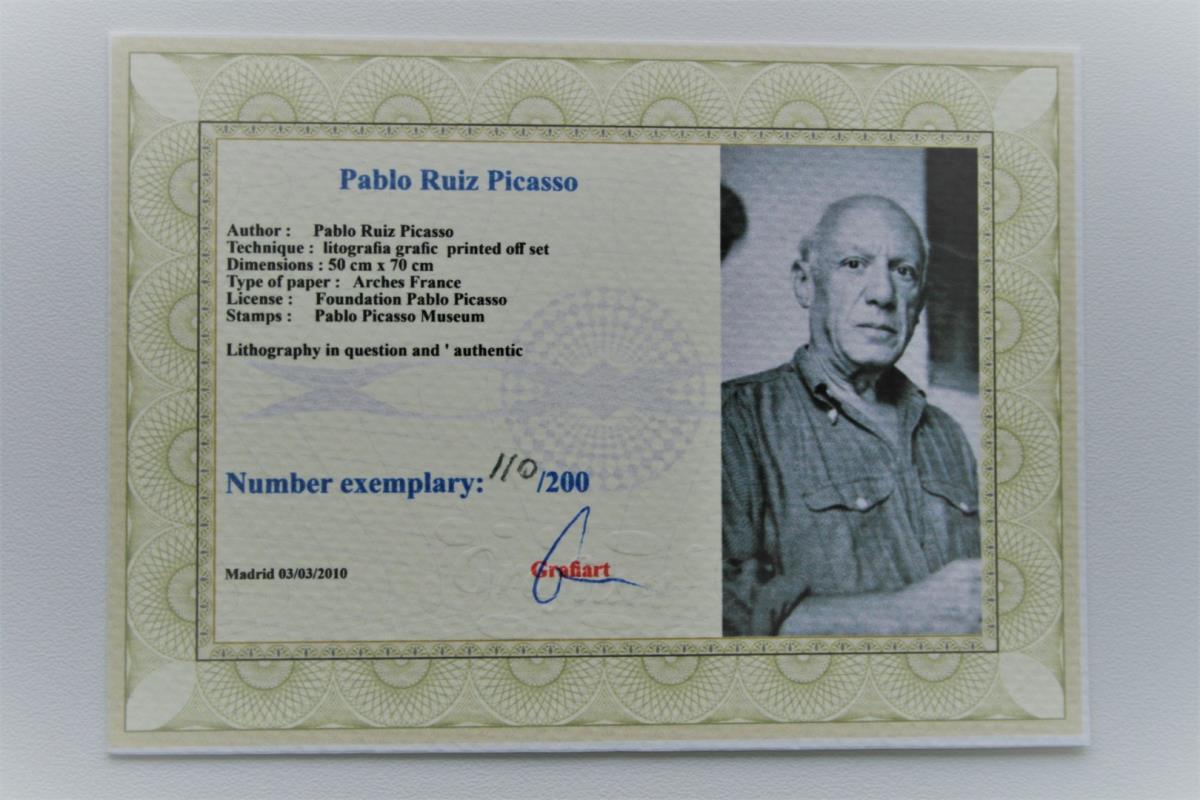 Pablo Ruiz Picasso
Author : Pablo Ruiz Picasso
Technique : litografia grafic printed off set
Dimensions : 50 cm x 70 cm
Type of paper : Arches France
License : Foundation Pablo Picasso
Stamps : Pablo Picasso Museum
Lithography in question and ' authentic
Number exemplary: 110/200
Madrid 03/03/2010
Grafiart